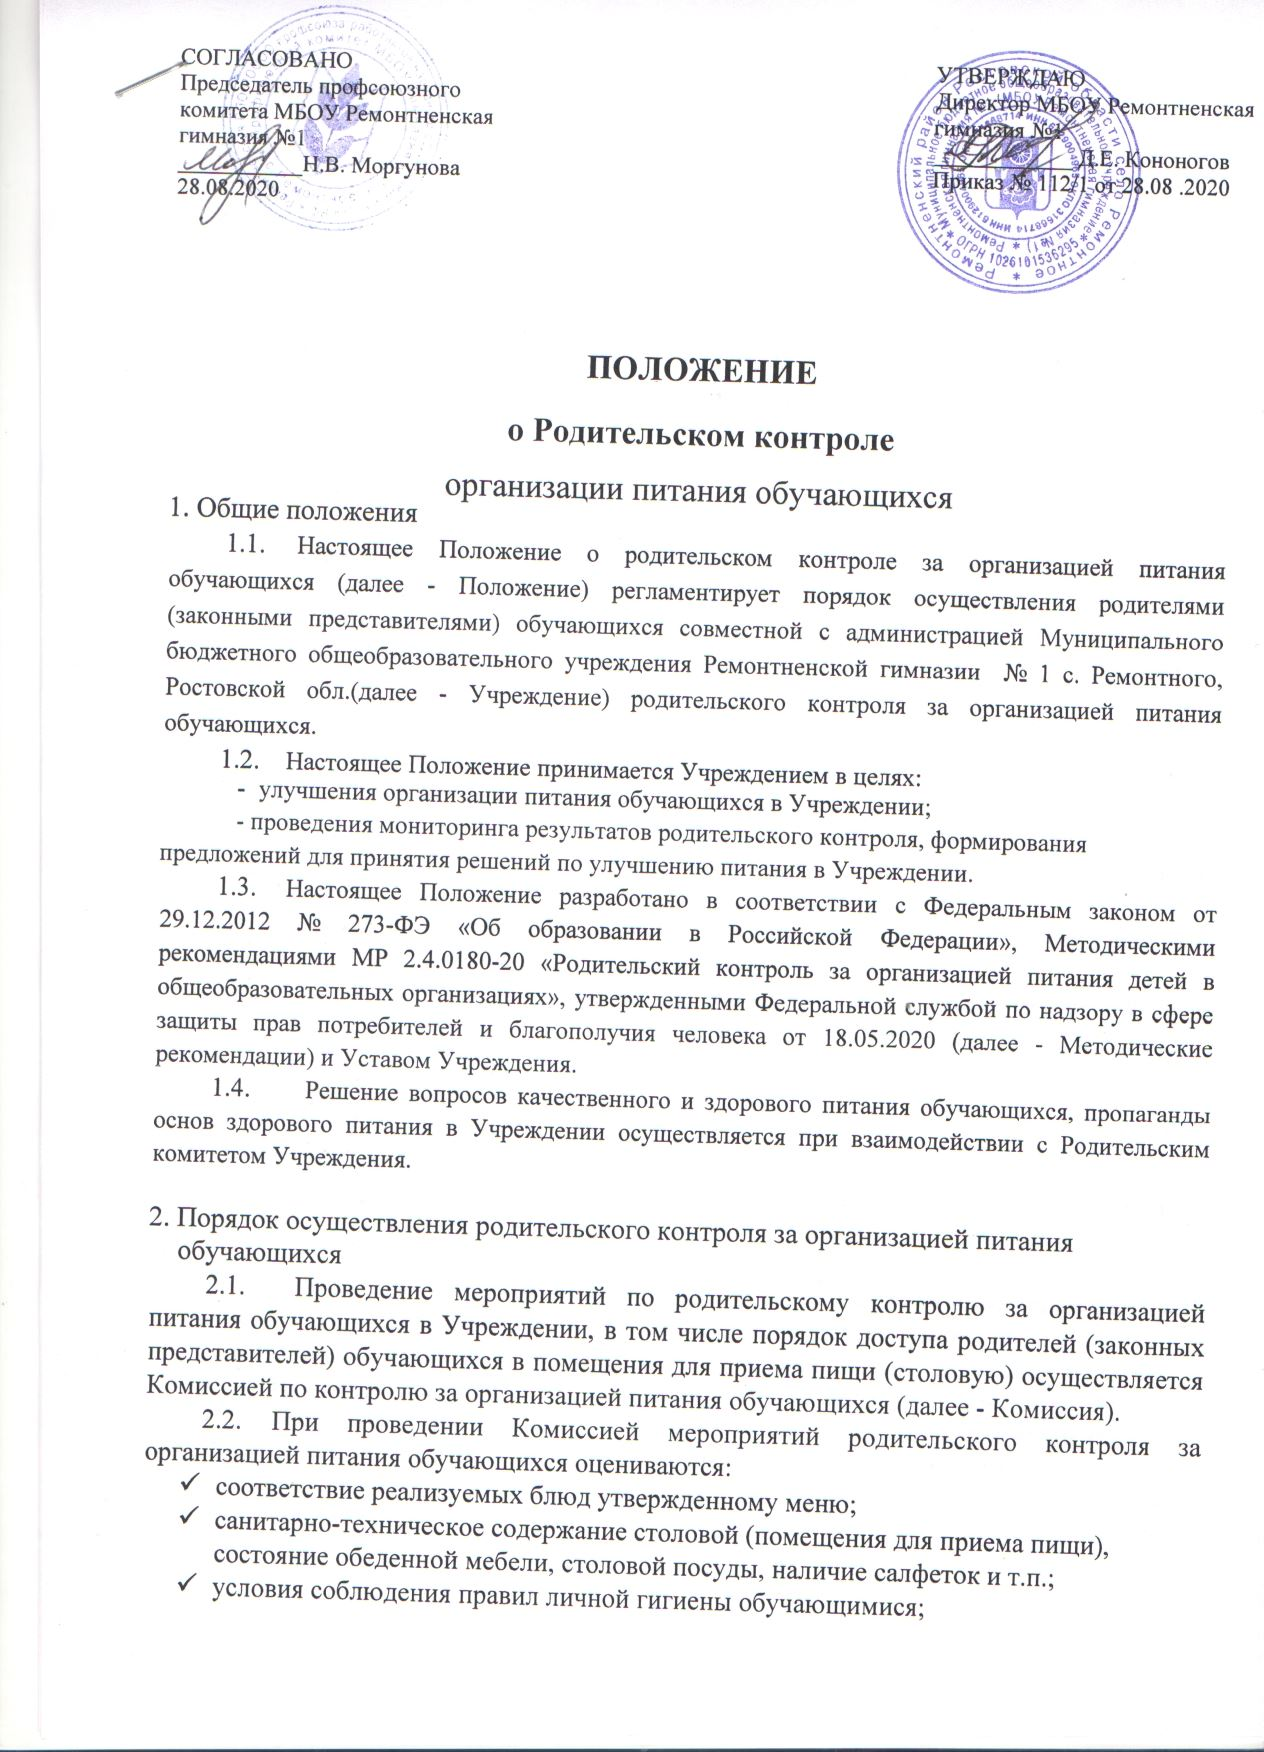 СОГЛАСОВАНО
Председатель профсоюзного
комитета МБОУ Ремонтненская
гимназия №1
Н.В. Моргунова
28.08.2020
УТВЕРЖДАЮ
Директор МБОУ Ремонтненская
гимназия №1
Д.Е. Кононогов
Приказ № 112/1 от 28.08 .2020
ПОЛОЖЕНИЕ
о Родительском контроле
организации питания обучающихся
1. Общие положения
1.1. Настоящее Положение о родительском контроле за организацией питания
обучающихся (далее - Положение) регламентирует порядок осуществления родителями
(законными представителями) обучающихся совместной с администрацией Муниципального
бюджетного общеобразовательного учреждения Ремонтненской гимназии № 1 с. Ремонтного,
Ростовской обл.(далее - Учреждение) родительского контроля за организацией питания
обучающихся.
1.2. Настоящее Положение принимается Учреждением в целях:
- улучшения организации питания обучающихся в Учреждении;
- проведения мониторинга результатов родительского контроля, формирования
предложений для принятия решений по улучшению питания в Учреждении.
1.3. Настоящее Положение разработано в соответствии с Федеральным законом от
29.12.2012 № 273-ФЭ «Об образовании в Российской Федерации», Методическими
рекомендациями МР 2.4.0180-20 «Родительский контроль за организацией питания детей в
общеобразовательных организациях», утвержденными Федеральной службой по надзору в сфере
защиты прав потребителей и благополучия человека от 18.05.2020 (далее - Методические
рекомендации) и Уставом Учреждения.
1.4. Решение вопросов качественного и здорового питания обучающихся, пропаганды
основ здорового питания в Учреждении осуществляется при взаимодействии с Родительским
комитетом Учреждения.
2. Порядок осуществления родительского контроля за организацией питания
обучающихся
2.1. Проведение мероприятий по родительскому контролю за организацией
питания обучающихся в Учреждении, в том числе порядок доступа родителей (законных
представителей) обучающихся в помещения для приема пищи (столовую) осуществляется
Комиссией по контролю за организацией питания обучающихся (далее - Комиссия).
2.2. При проведении Комиссией мероприятий родительского контроля за
организацией питания обучающихся оцениваются:
✓ соответствие реализуемых блюд утвержденному меню;
✓ санитарно-техническое содержание столовой (помещения для приема пищи),
состояние обеденной мебели, столовой посуды, наличие салфеток и т.п.;
✓ условия соблюдения правил личной гигиены обучающимися;